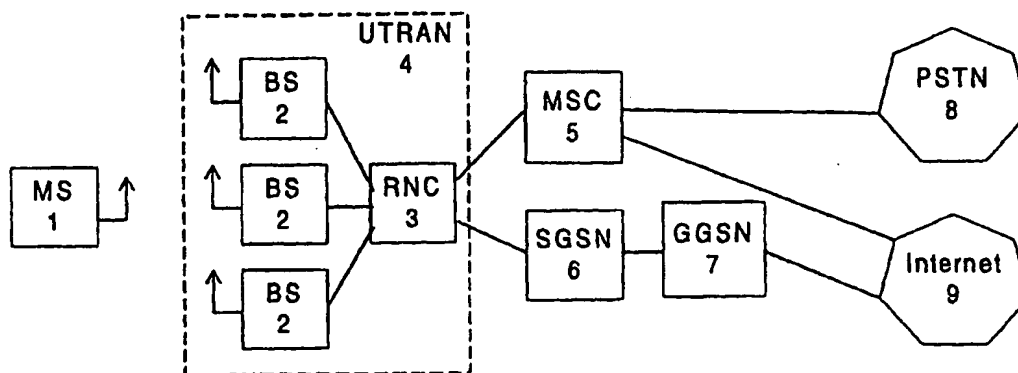 UTRAN
4
BS
2
BS
2
BS
2
MS
1
RNC
3
MSC
5
SGSN
6
GGSN
7
PSTN
8
Internet
9